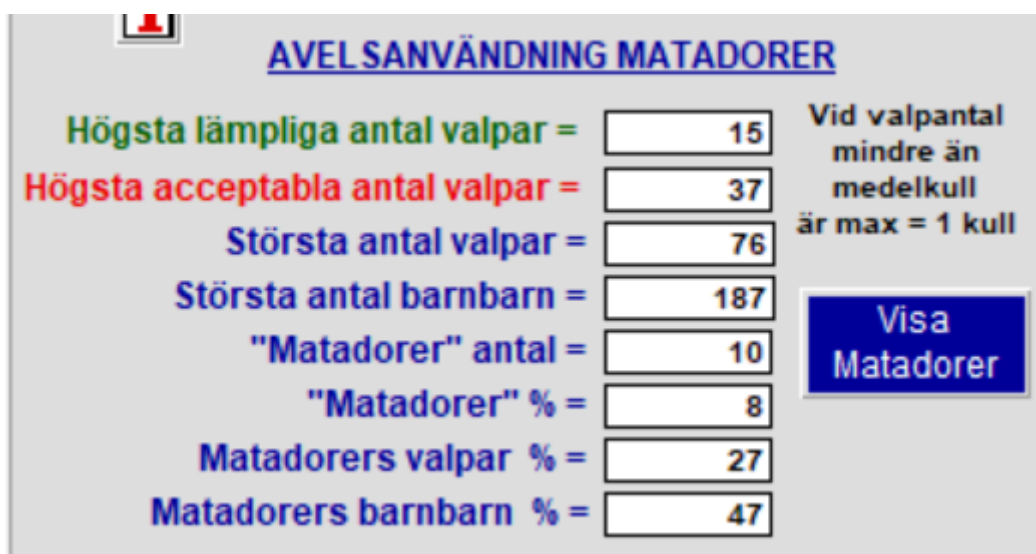 AVELSANVÄNDNING MATADORER
Högsta lämpliga antal valpar = 15
Högsta acceptabla antal valpar = 37
Största antal valpar = 76
Största antal barnbarn = 187
"Matadorer" antal = 10
"Matadorer" % = 8
Matadorers valpar % = 27
Matadorers barnbarn % = 47
Vid valpantal
mindre än
medelkull
är max = 1 kull
Visa
Matadorer